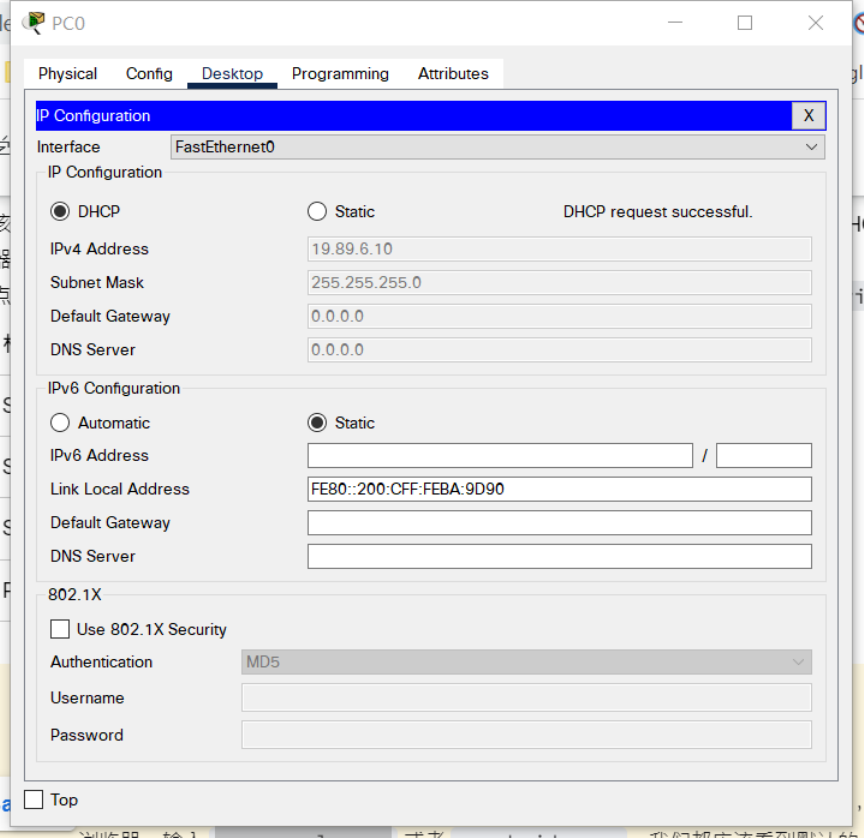 PC0
Physical Config Desktop Programming Attributes
IP Configuration X
Interface FastEthernet0
IP Configuration
DHCP Static DHCP request successful.
IPv4 Address 19.89.6.10
Subnet Mask 255.255.255.0
Default Gateway 0.0.0.0
DNS Server 0.0.0.0
IPv6 Configuration
Automatic Static
IPv6 Address /
Link Local Address FE80::200:CFF:FEBA:9D90
Default Gateway
DNS Server
802.1X
Use 802.1X Security
Authentication MD5
Username
Password
Top